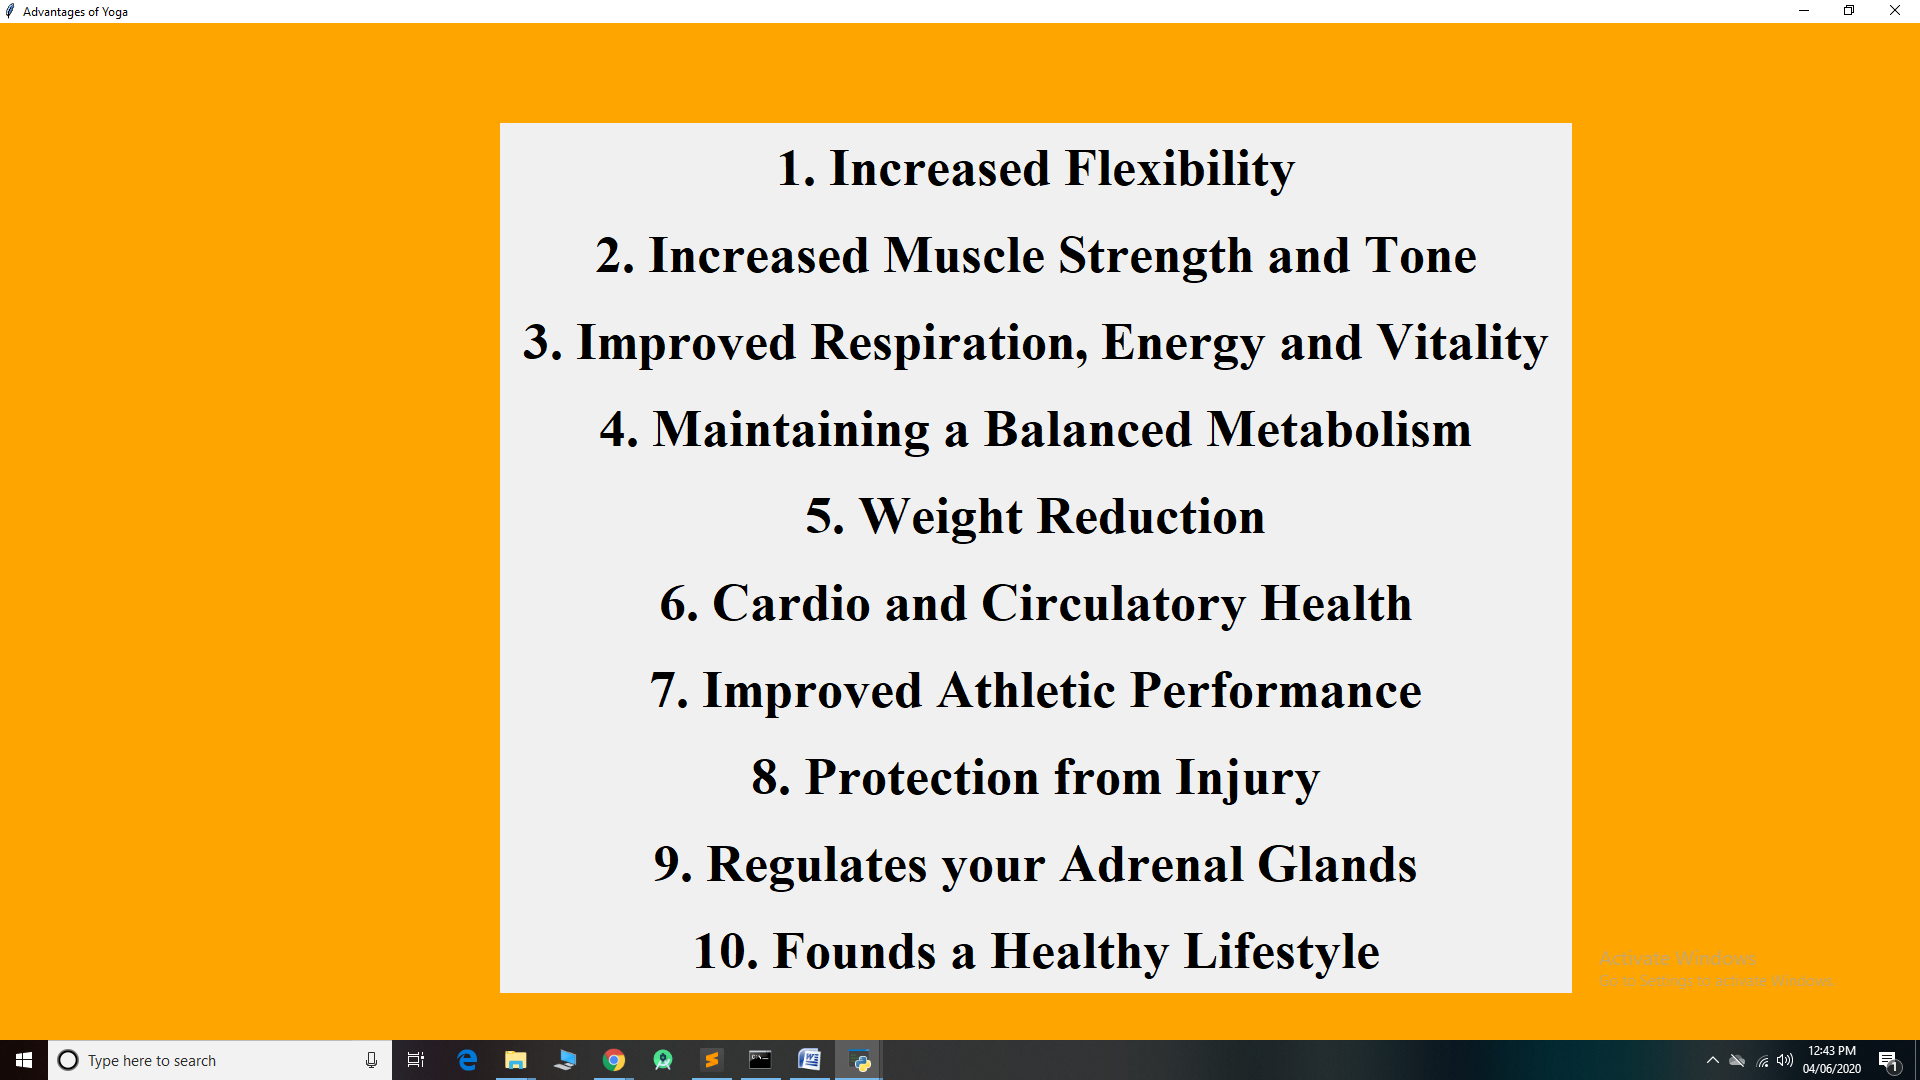 Advantages of Yoga
1. Increased Flexibility
2. Increased Muscle Strength and Tone
3. Improved Respiration, Energy and Vitality
4. Maintaining a Balanced Metabolism
5. Weight Reduction
6. Cardio and Circulatory Health
7. Improved Athletic Performance
8. Protection from Injury
9. Regulates your Adrenal Glands
10. Founds a Healthy Lifestyle
Activate Windows
Go to Settings to activate Windows.
Type here to search
12:43 PM
04/06/2020
1